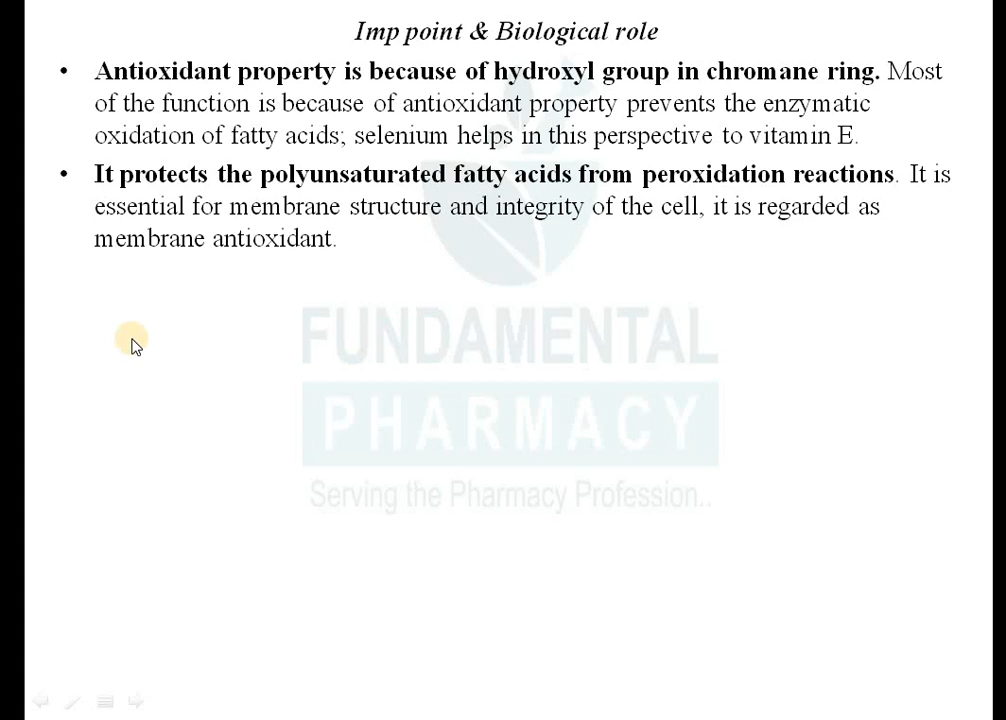 Imp point & Biological role
• Antioxidant property is because of hydroxyl group in chromane ring. Most
of the function is because of antioxidant property prevents the enzymatic
oxidation of fatty acids; selenium helps in this perspective to vitamin E.
• It protects the polyunsaturated fatty acids from peroxidation reactions. It is
essential for membrane structure and integrity of the cell, it is regarded as
membrane antioxidant.
FUNDAMENTAL
PHARMACY
Serving the Pharmacy Profession..